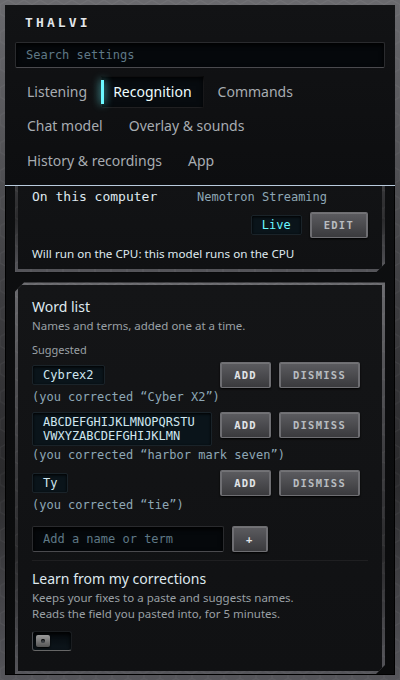 THALVI
Search settings
Listening Recognition Commands
Chat model Overlay & sounds
History & recordings App
On this computer Nemotron Streaming
Live EDIT
Will run on the CPU: this model runs on the CPU
Word list
Names and terms, added one at a time.
Suggested
Cybrex2 ADD DISMISS
(you corrected “Cyber X2”)
ABCDEFGHIJKLMNOPQRSTU ADD DISMISS
VWXYZABCDEFGHIJKLMN
(you corrected “harbor mark seven”)
Ty ADD DISMISS
(you corrected “tie”)
Add a name or term +
Learn from my corrections
Keeps your fixes to a paste and suggests names.
Reads the field you pasted into, for 5 minutes.